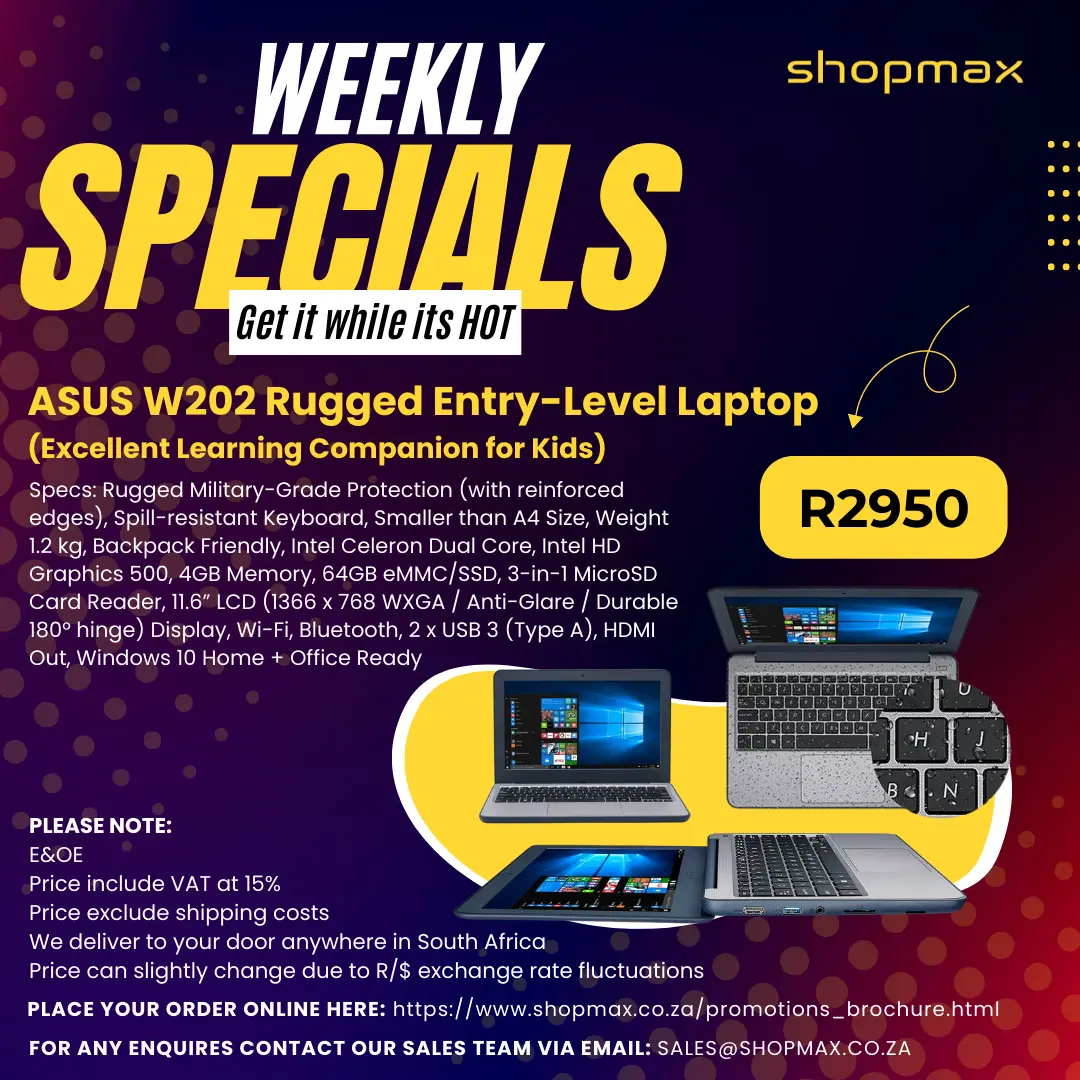 WEEKLY
shopmax
SPECIALS
Get it while its HOT
ASUS W202 Rugged Entry-Level Laptop
(Excellent Learning Companion for Kids)
Specs: Rugged Military-Grade Protection (with reinforced
edges), Spill-resistant Keyboard, Smaller than A4 Size, Weight
1.2 kg, Backpack Friendly, Intel Celeron Dual Core, Intel HD
Graphics 500, 4GB Memory, 64GB eMMC/SSD, 3-in-1 MicroSD
Card Reader, 11.6” LCD (1366 x 768 WXGA / Anti-Glare / Durable
180° hinge) Display, Wi-Fi, Bluetooth, 2 x USB 3 (Type A), HDMI
Out, Windows 10 Home + Office Ready
R2950
U
H J
B N
PLEASE NOTE:
E&OE
Price include VAT at 15%
Price exclude shipping costs
We deliver to your door anywhere in South Africa
Price can slightly change due to R/$ exchange rate fluctuations
PLACE YOUR ORDER ONLINE HERE: https://www.shopmax.co.za/promotions_brochure.html
FOR ANY ENQUIRES CONTACT OUR SALES TEAM VIA EMAIL: SALES@SHOPMAX.CO.ZA